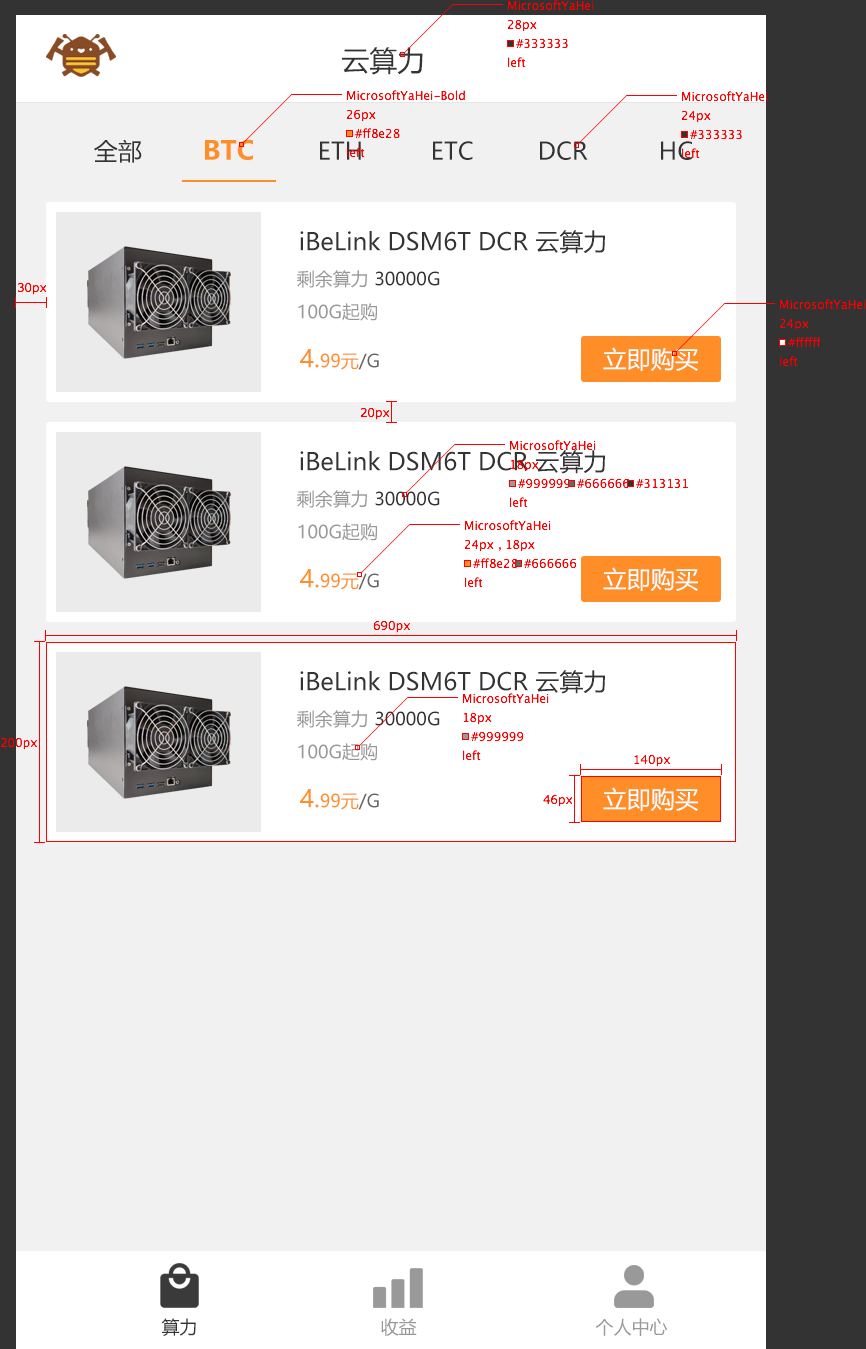 MicrosoftYaHei
28px
#333333
left
云算力
MicrosoftYaHei-Bold
26px
#ff8e28
left
MicrosoftYaHei
24px
#333333
left
全部 BTC ETH ETC DCR HC
30px
iBeLink DSM6T DCR 云算力
剩余算力 30000G
100G起购
4.99元/G
立即购买
MicrosoftYaHei
24px
#ffffff
left
20px
iBeLink DSM6T DCR 云算力
剩余算力 30000G
100G起购
4.99元/G
立即购买
MicrosoftYaHei
18px
#999999 #666666 #313131
left
MicrosoftYaHei
24px , 18px
#ff8e28 #666666
left
690px
200px
iBeLink DSM6T DCR 云算力
剩余算力 30000G
100G起购
4.99元/G
立即购买
MicrosoftYaHei
18px
#999999
left
140px
46px
算力 收益 个人中心